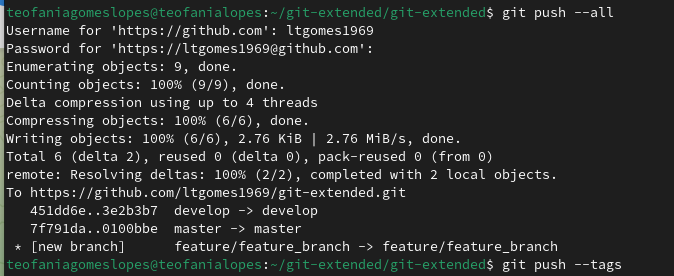 teofaniagomeslopes@teofanialopes:~/git-extended/git-extended$ git push --all
Username for 'https://github.com': ltgomes1969
Password for 'https://ltgomes1969@github.com':
Enumerating objects: 9, done.
Counting objects: 100% (9/9), done.
Delta compression using up to 4 threads
Compressing objects: 100% (6/6), done.
Writing objects: 100% (6/6), 2.76 KiB | 2.76 MiB/s, done.
Total 6 (delta 2), reused 0 (delta 0), pack-reused 0 (from 0)
remote: Resolving deltas: 100% (2/2), completed with 2 local objects.
To https://github.com/ltgomes1969/git-extended.git
   451dd6e..3e2b3b7  develop -> develop
   7f791da..0100bbe  master -> master
 * [new branch]      feature/feature_branch -> feature/feature_branch
teofaniagomeslopes@teofanialopes:~/git-extended/git-extended$ git push --tags